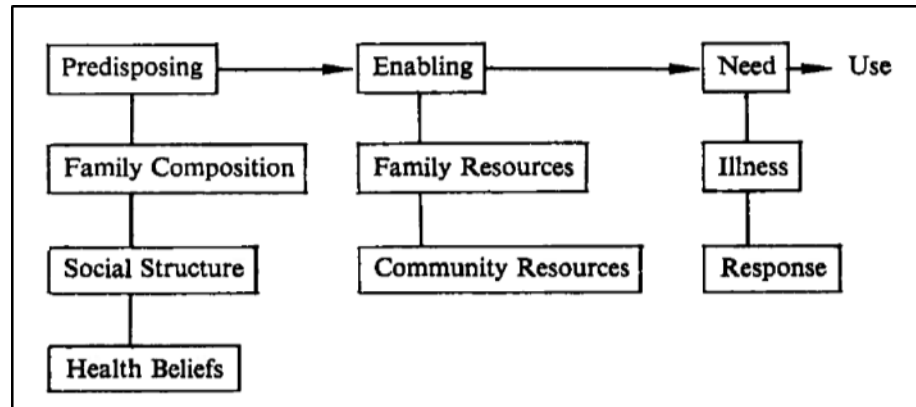 Predisposing
Enabling
Need
Use
Family Composition
Family Resources
Illness
Social Structure
Community Resources
Response
Health Beliefs